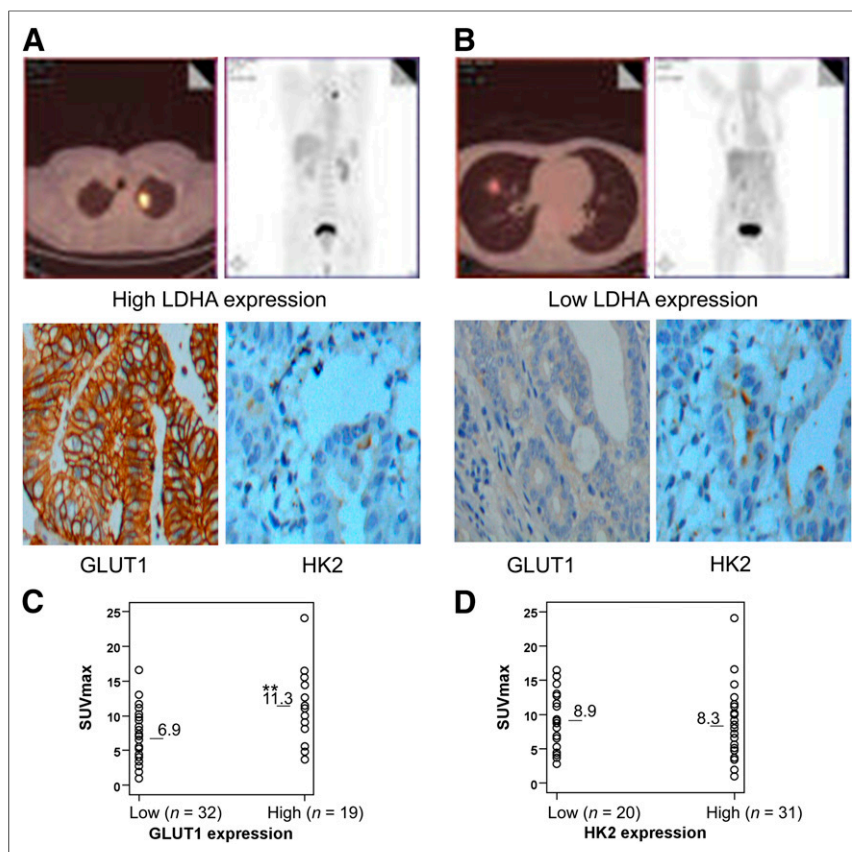 A
B
High LDHA expression
Low LDHA expression
GLUT1
HK2
GLUT1
HK2
C
D
25
20
15
10
5
0
SUVmax
**
11.3
6.9
Low (n = 32)
High (n = 19)
GLUT1 expression
25
20
15
10
5
0
SUVmax
8.9
8.3
Low (n = 20)
High (n = 31)
HK2 expression